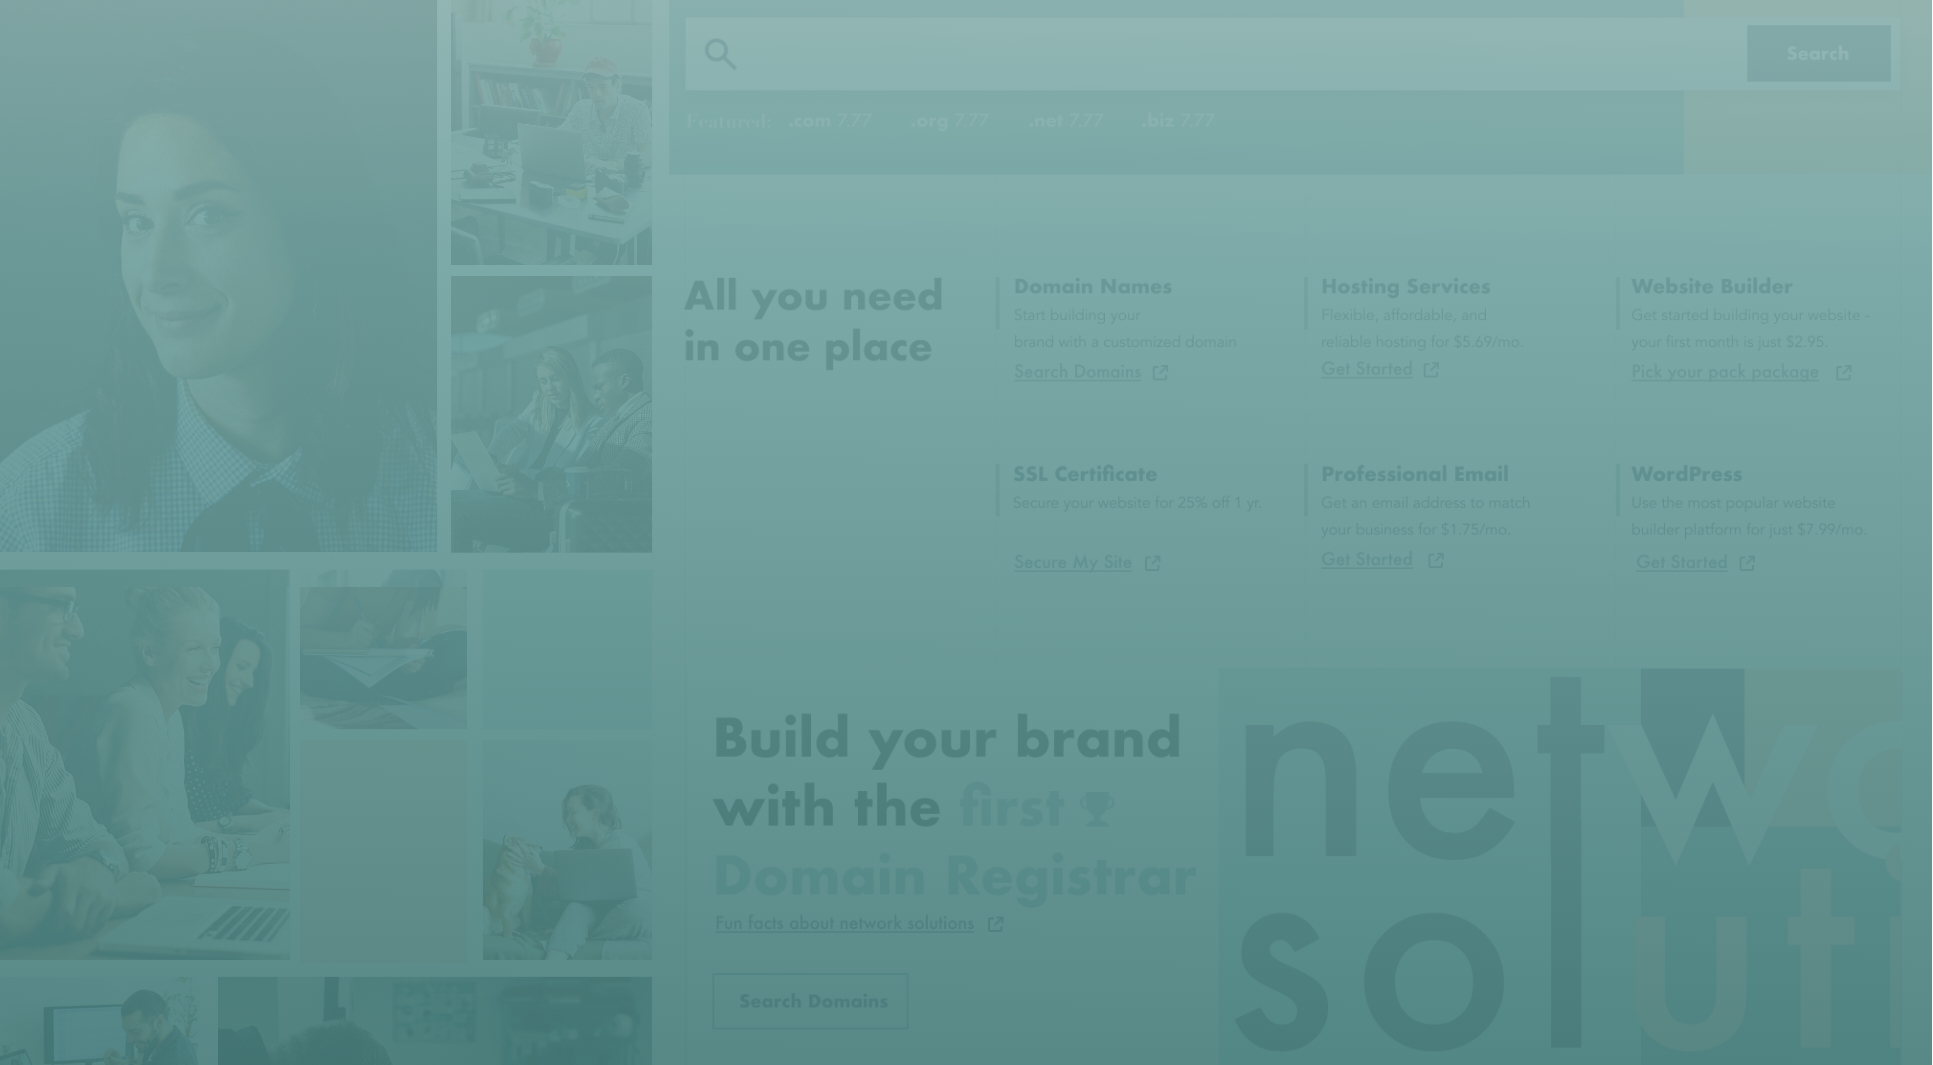 Search
Featured: .com 7.77 .org 7.77 .net 7.77 .biz 7.77
All you need
in one place
Domain Names
Start building your
brand with a customized domain
Search Domains
Hosting Services
Flexible, affordable, and
reliable hosting for $5.69/mo.
Get Started
Website Builder
Get started building your website -
your first month is just $2.95.
Pick your pack package
SSL Certificate
Secure your website for 25% off 1 yr.
Secure My Site
Professional Email
Get an email address to match
your business for $1.75/mo.
Get Started
WordPress
Use the most popular website
builder platform for just $7.99/mo.
Get Started
Build your brand
with the first
Domain Registrar
Fun facts about network solutions
Search Domains
netwo
soluti